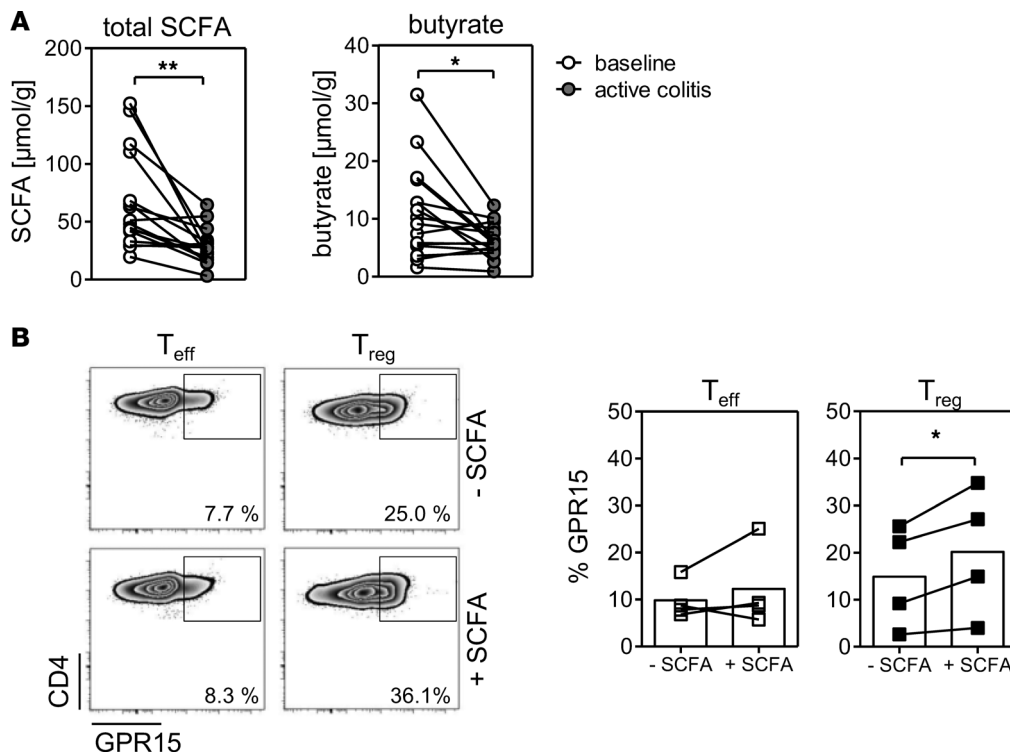 A
total SCFA
SCFA [µmol/g]
200
150
100
50
0
**
butyrate
butyrate [µmol/g]
40
30
20
10
0
*
baseline
active colitis
B
Teff
Treg
7.7 %
25.0 %
- SCFA
8.3 %
36.1%
+ SCFA
CD4
GPR15
Teff
% GPR15
50
40
30
20
10
0
- SCFA + SCFA
Treg
50
40
30
20
10
0
*
- SCFA + SCFA